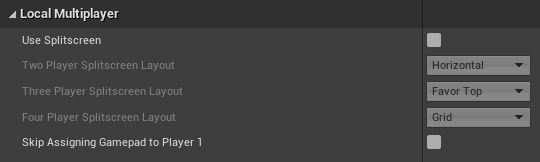 Local Multiplayer
Use Splitscreen
Two Player Splitscreen Layout Horizontal
Three Player Splitscreen Layout Favor Top
Four Player Splitscreen Layout Grid
Skip Assigning Gamepad to Player 1